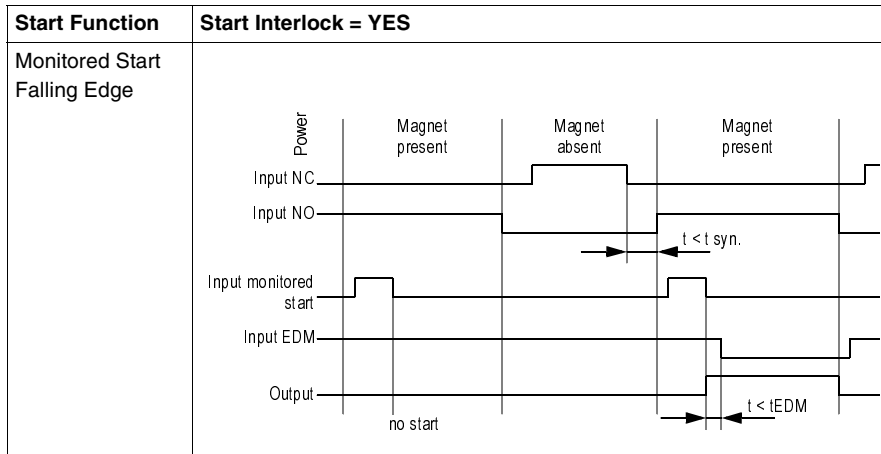 Start Function
Start Interlock = YES
Monitored Start
Falling Edge
Power
Magnet
present
Magnet
absent
Magnet
present
Input NC
Input NO
t < t syn.
Input monitored
start
Input EDM
Output
t < tEDM
no start